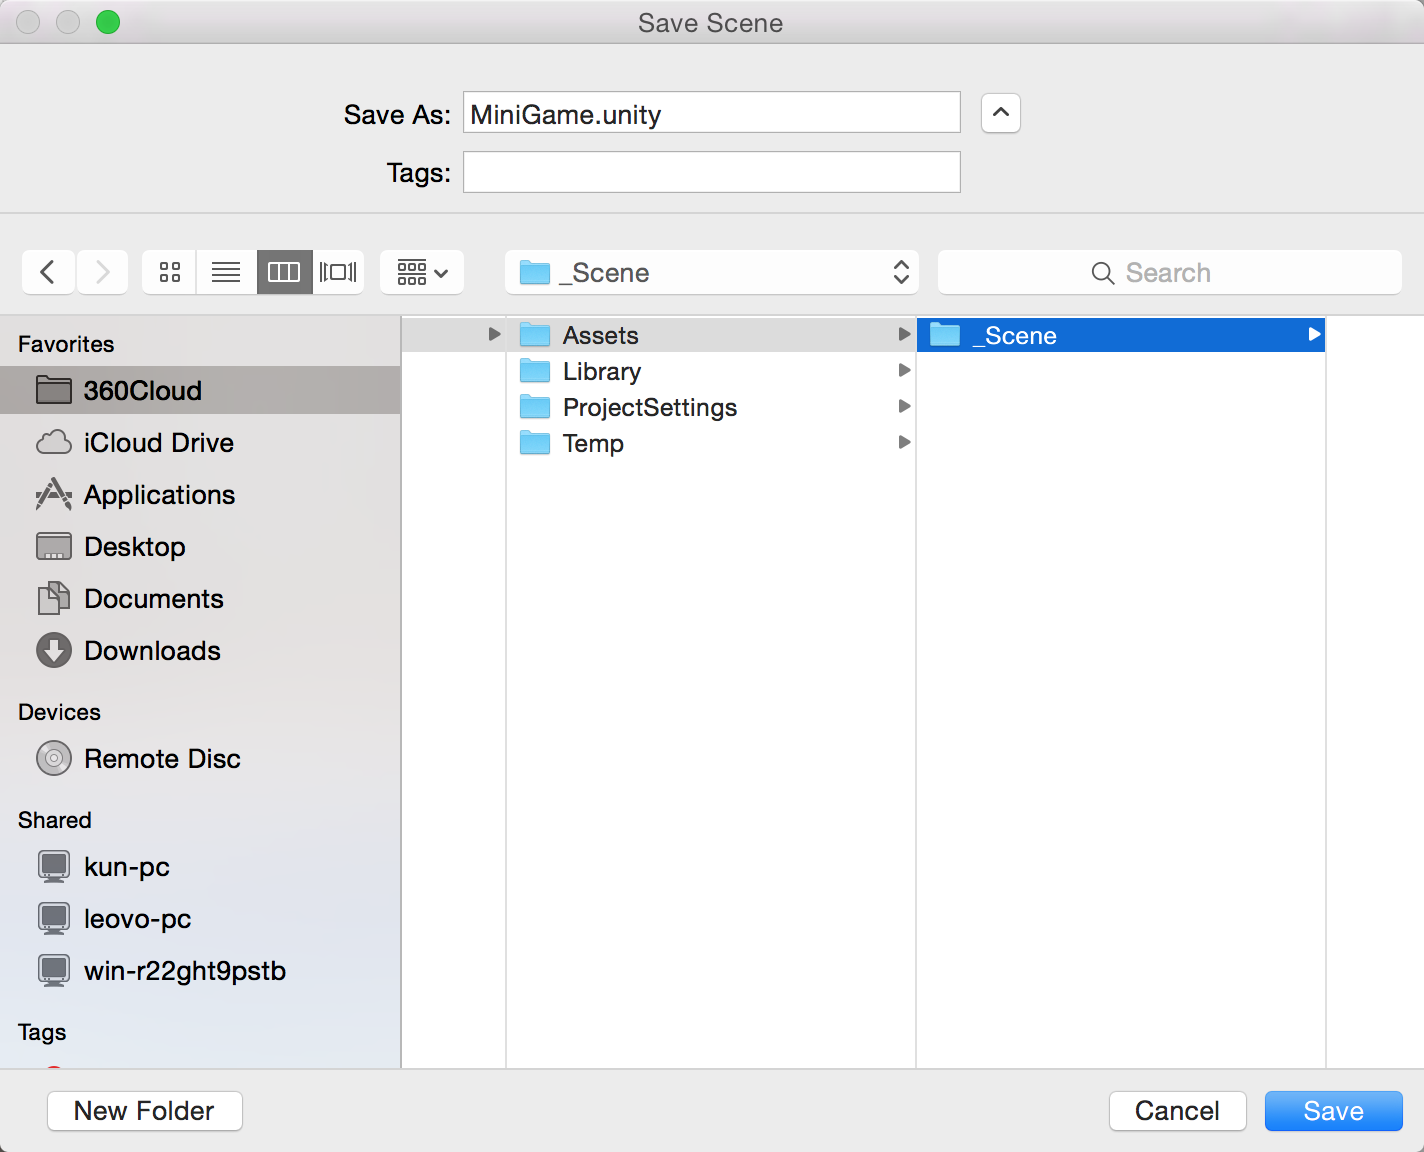 Save Scene
Save As: MiniGame.unity
Tags:
_Scene
Search
Favorites
360Cloud
iCloud Drive
Applications
Desktop
Documents
Downloads
Devices
Remote Disc
Shared
kun-pc
leovo-pc
win-r22ght9pstb
Tags
Assets
Library
ProjectSettings
Temp
_Scene
New Folder
Cancel
Save